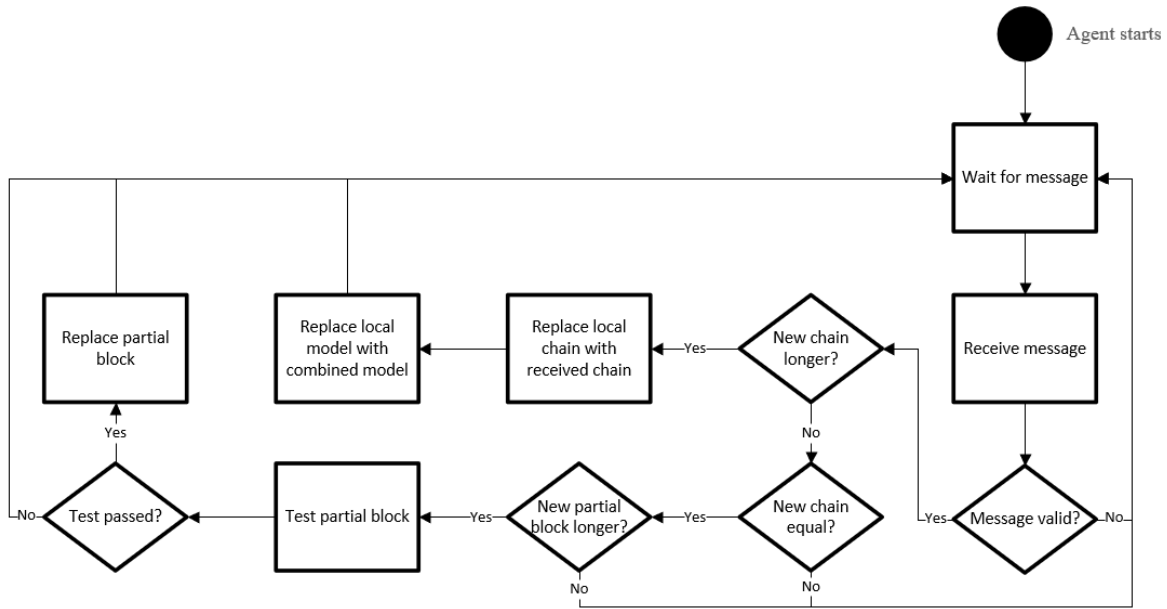 Agent starts
Wait for message
Replace partial
block
Replace local
model with
combined model
Replace local
chain with
received chain
Yes
New chain
longer?
Receive message
Yes
No
No
Test passed?
Test partial block
Yes
New partial
block longer?
Yes
New chain
equal?
Yes
Message valid?
No
No
No